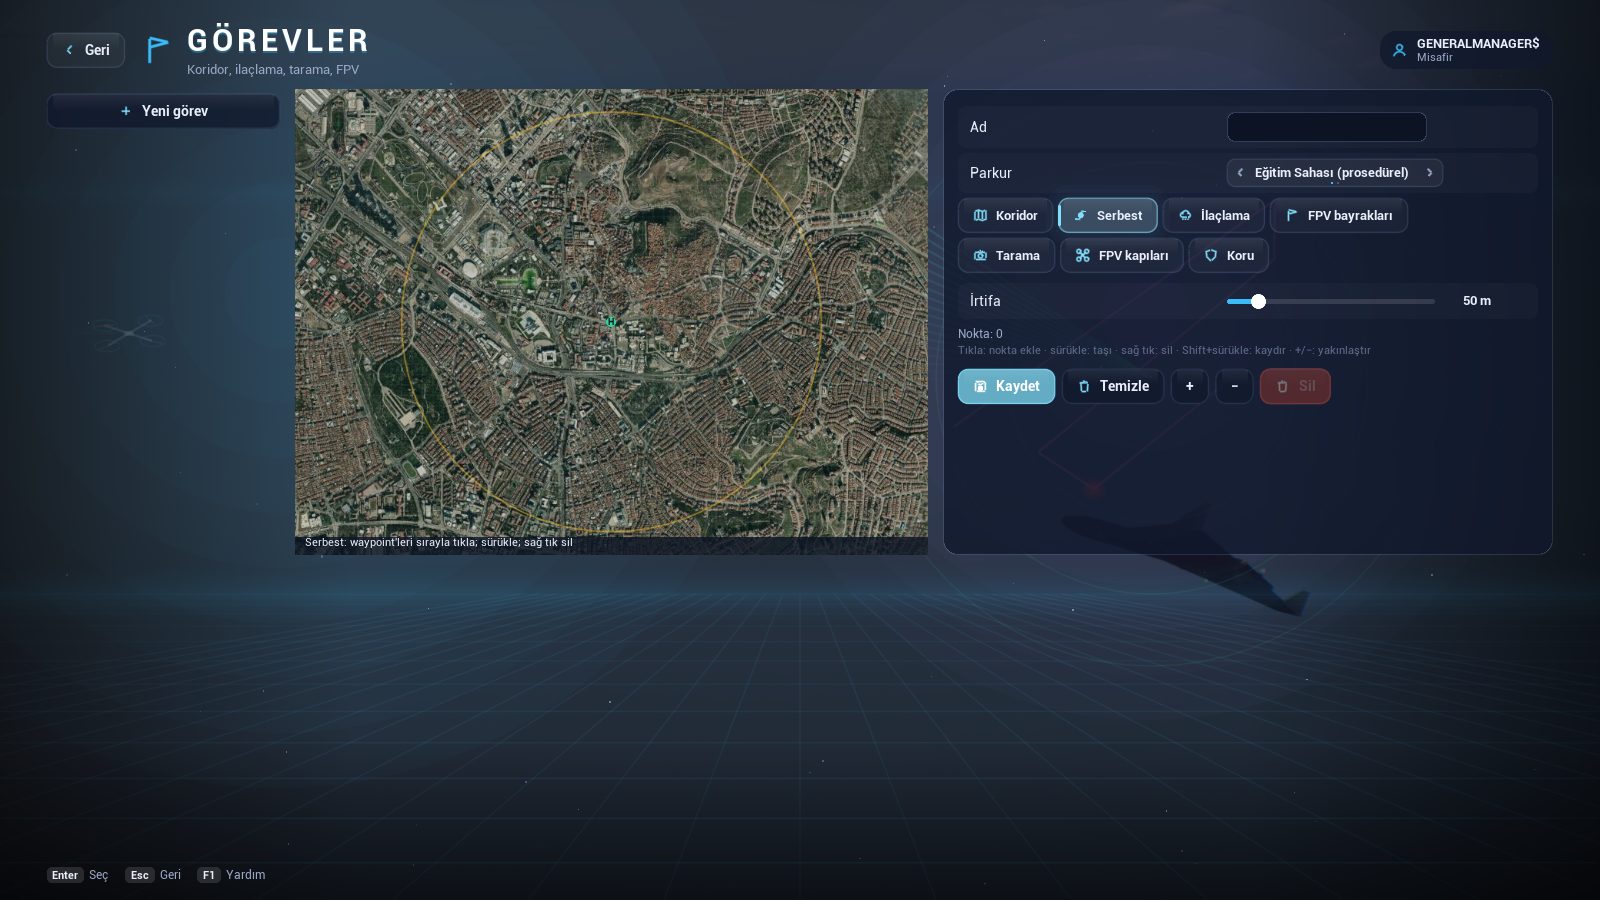 Geri
GÖREVLER
Koridor, ilaçlama, tarama, FPV
GENERALMANAGER$
Misafir
+ Yeni görev
Ad
Parkur
Eğitim Sahası (prosedürel)
Koridor
Serbest
İlaçlama
FPV bayrakları
Tarama
FPV kapıları
Koru
İrtifa
50 m
Nokta: 0
Tıkla: nokta ekle · sürükle: taşı · sağ tık: sil · Shift+sürükle: kaydır · +/−: yakınlaştır
Kaydet
Temizle
+
−
Sil
H
Serbest: waypoint'leri sırayla tıkla; sürükle; sağ tık sil
Enter Seç
Esc Geri
F1 Yardım